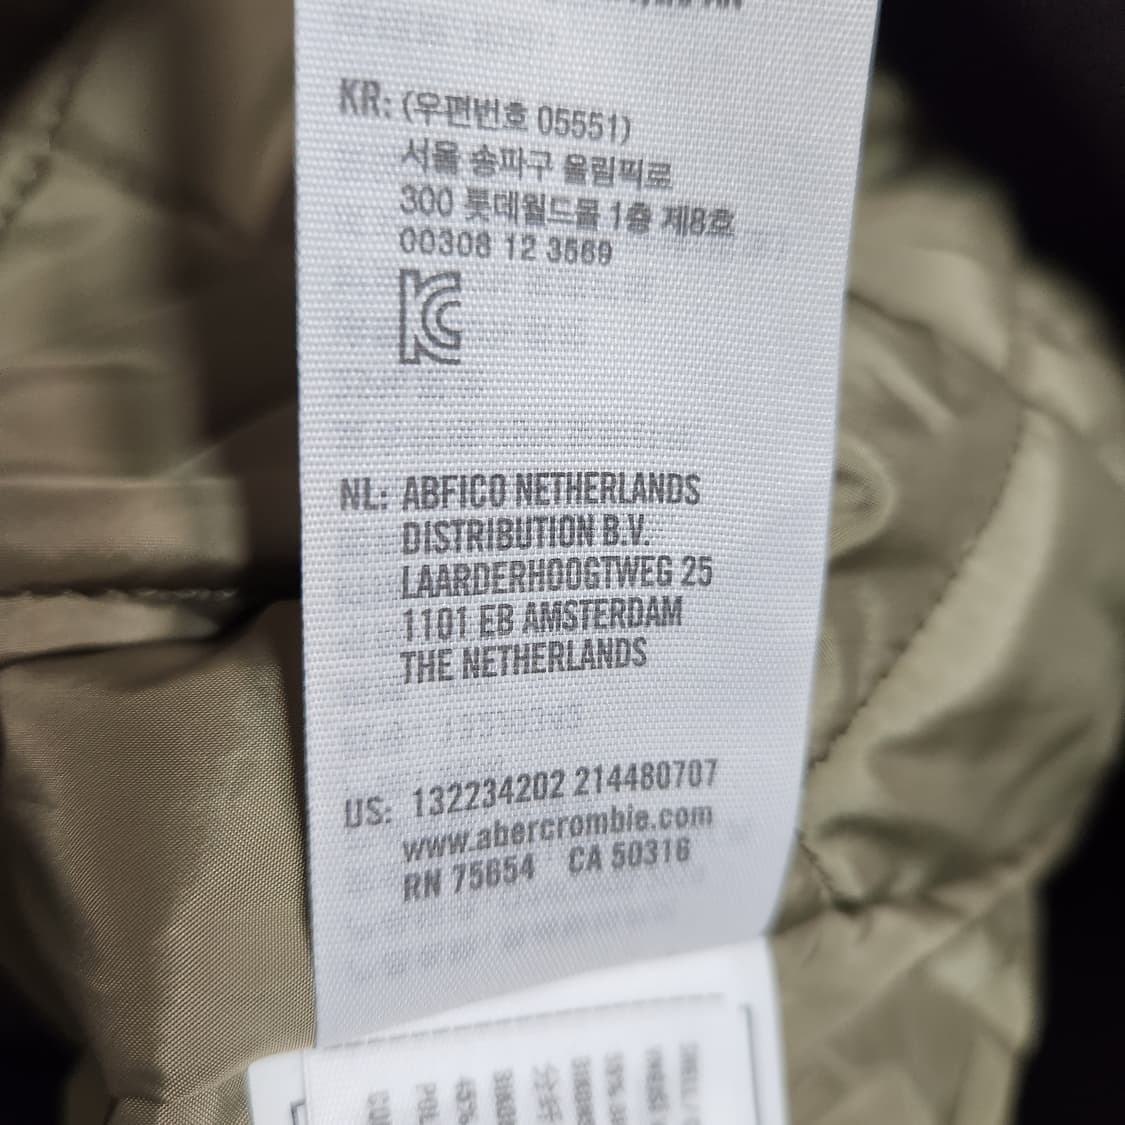 KR: (우편번호 05551)
서울 송파구 올림픽로
300 롯데월드몰 1층 제8호
00308 12 3569
NL: ABFICO NETHERLANDS
DISTRIBUTION B.V.
LAARDERHOOGTWEG 25
1101 EB AMSTERDAM
THE NETHERLANDS
US: 132234202 214480707
www.abercrombie.com
RN 75654 CA 50316